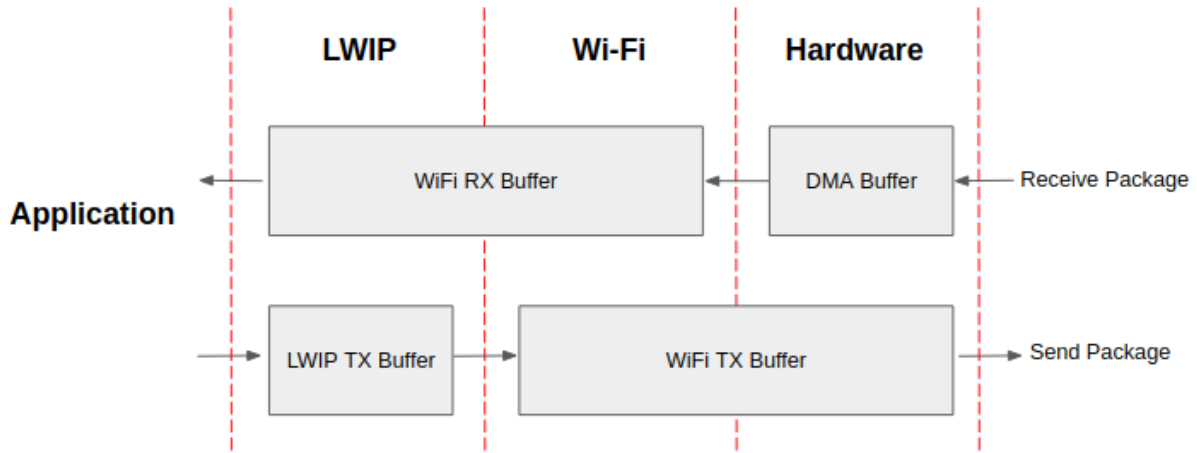 LWIP
Wi-Fi
Hardware
WiFi RX Buffer
DMA Buffer
Receive Package
Application
LWIP TX Buffer
WiFi TX Buffer
Send Package